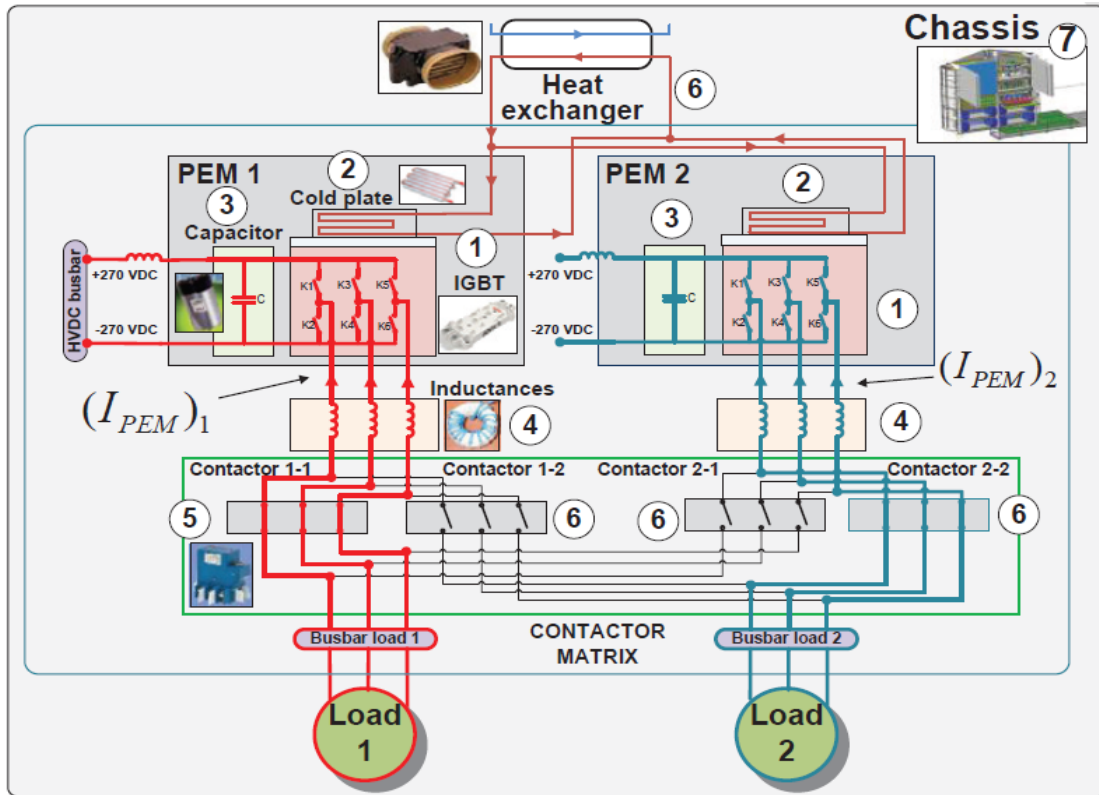 Chassis 7
Heat
exchanger
6
PEM 1
2
Cold plate
3
Capacitor
1
IGBT
HVDC busbar
+270 VDC
-270 VDC
C
K1 K3 K5
K2 K4 K6
PEM 2
2
3
1
+270 VDC
-270 VDC
C
K1 K3 K5
K2 K4 K6
(I_PEM)_1
Inductances
4
(I_PEM)_2
4
Contactor 1-1 Contactor 1-2 Contactor 2-1 Contactor 2-2
5 6 6 6
Busbar load 1
CONTACTOR
MATRIX
Busbar load 2
Load
1
Load
2